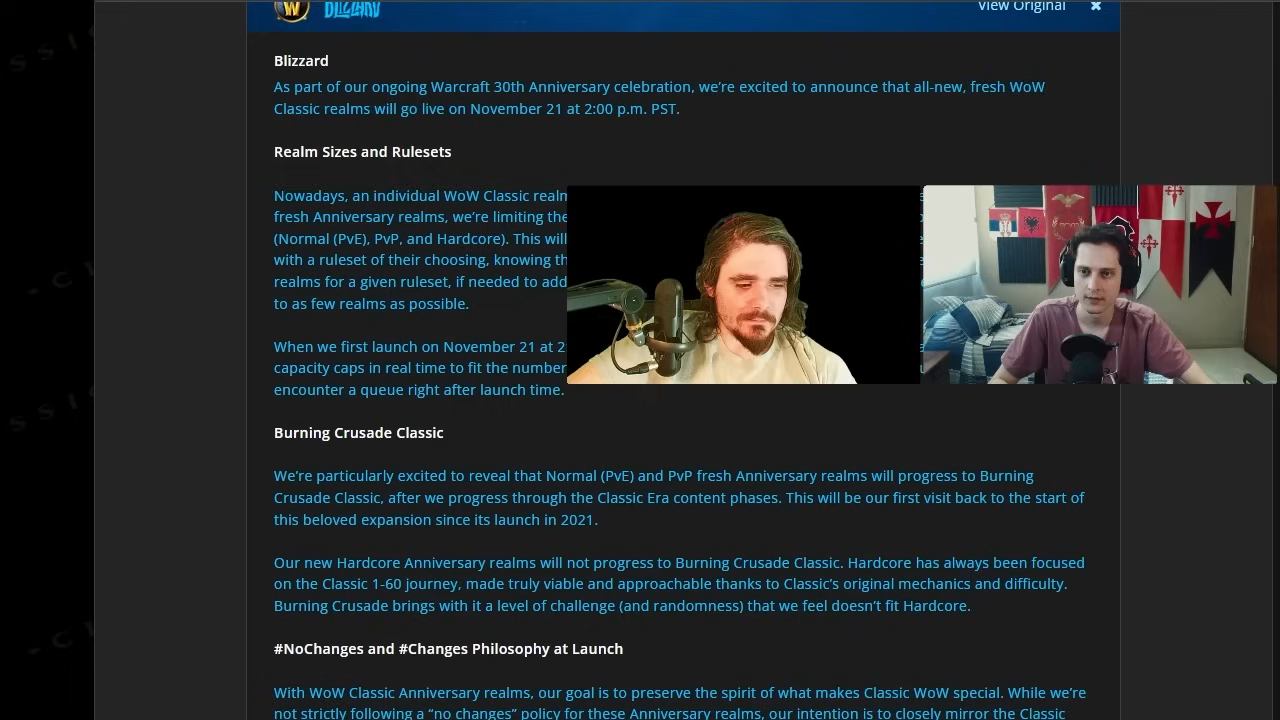 BLIZZARD
View Original
Blizzard
As part of our ongoing Warcraft 30th Anniversary celebration, we’re excited to announce that all-new, fresh WoW
Classic realms will go live on November 21 at 2:00 p.m. PST.
Realm Sizes and Rulesets
Nowadays, an individual WoW Classic realm
fresh Anniversary realms, we’re limiting the
(Normal (PvE), PvP, and Hardcore). This will
with a ruleset of their choosing, knowing
realms for a given ruleset, if needed to add
to as few realms as possible.
When we first launch on November 21 at 2
capacity caps in real time to fit the number
encounter a queue right after launch time.
Burning Crusade Classic
We’re particularly excited to reveal that Normal (PvE) and PvP fresh Anniversary realms will progress to Burning
Crusade Classic, after we progress through the Classic Era content phases. This will be our first visit back to the start of
this beloved expansion since its launch in 2021.
Our new Hardcore Anniversary realms will not progress to Burning Crusade Classic. Hardcore has always been focused
on the Classic 1-60 journey, made truly viable and approachable thanks to Classic’s original mechanics and difficulty.
Burning Crusade brings with it a level of challenge (and randomness) that we feel doesn’t fit Hardcore.
#NoChanges and #Changes Philosophy at Launch
With WoW Classic Anniversary realms, our goal is to preserve the spirit of what makes Classic WoW special. While we’re
not strictly following a “no changes” policy for these Anniversary realms, our intention is to closely mirror the Classic